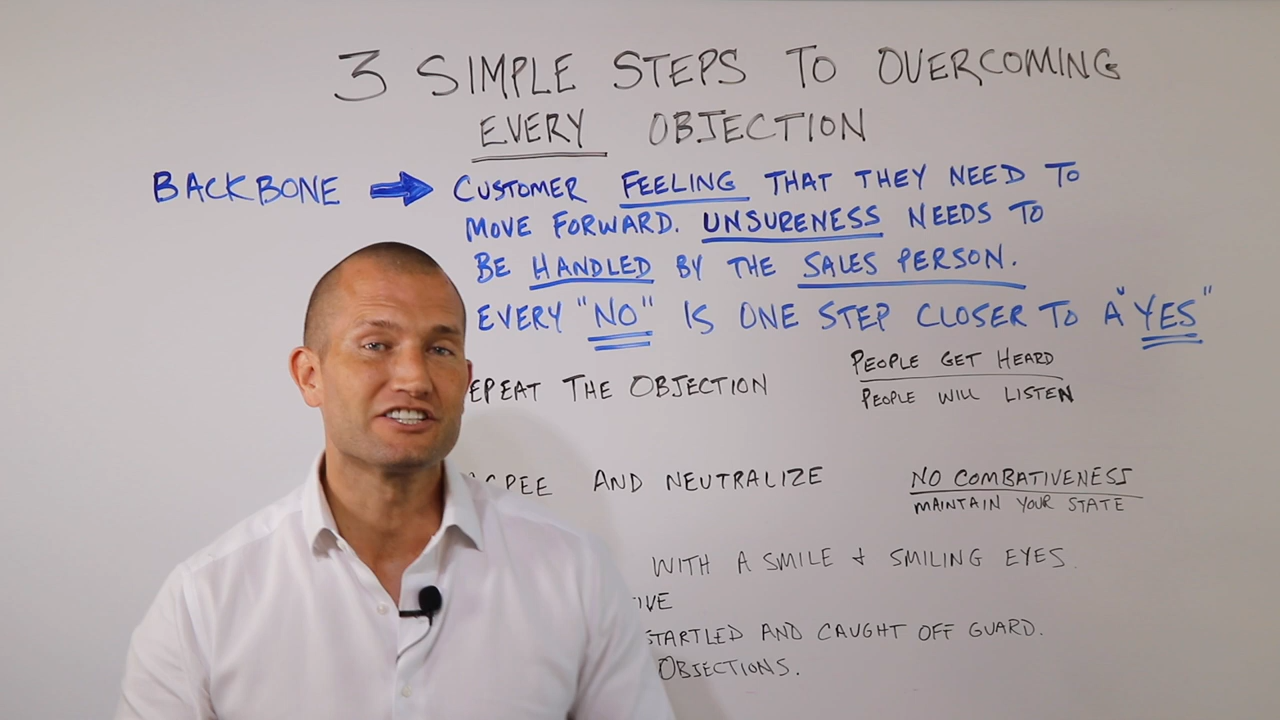 3 SIMPLE STEPS TO OVERCOMING
EVERY OBJECTION
BACKBONE → CUSTOMER FEELING THAT THEY NEED TO
MOVE FORWARD. UNSURENESS NEEDS TO
BE HANDLED BY THE SALES PERSON.
EVERY "NO" IS ONE STEP CLOSER TO A "YES"
EPEAT THE OBJECTION
PEOPLE GET HEARD
PEOPLE WILL LISTEN
AND NEUTRALIZE
NO COMBATIVENESS
MAINTAIN YOUR STATE
WITH A SMILE + SMILING EYES.
IVE
STARTLED AND CAUGHT OFF GUARD.
OBJECTIONS.